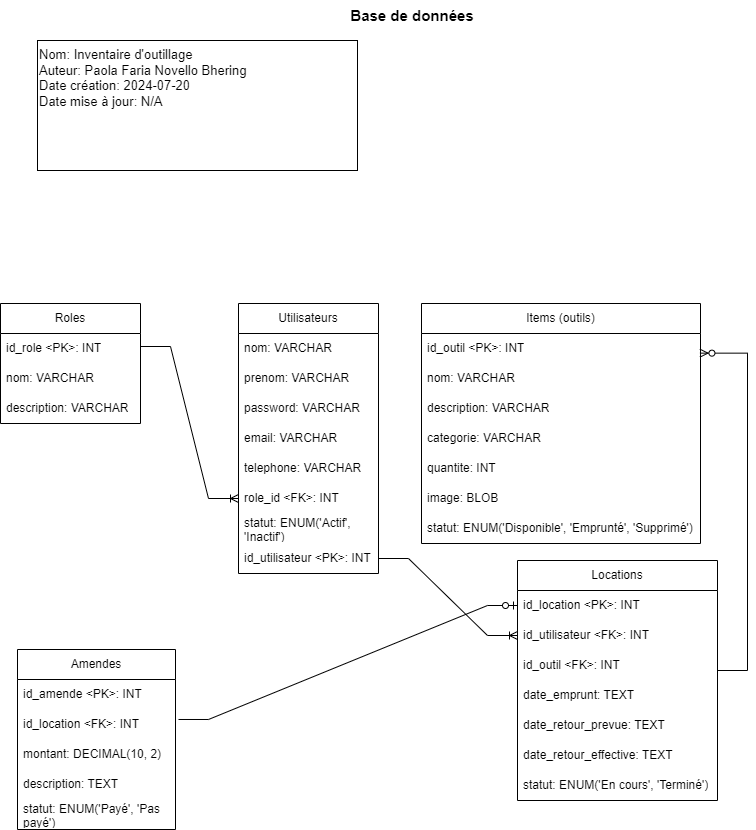 Base de données
Nom: Inventaire d'outillage
Auteur: Paola Faria Novello Bhering
Date création: 2024-07-20
Date mise à jour: N/A
Roles
id_role <PK>: INT
nom: VARCHAR
description: VARCHAR
Utilisateurs
nom: VARCHAR
prenom: VARCHAR
password: VARCHAR
email: VARCHAR
telephone: VARCHAR
role_id <FK>: INT
statut: ENUM('Actif',
'Inactif')
id_utilisateur <PK>: INT
Items (outils)
id_outil <PK>: INT
nom: VARCHAR
description: VARCHAR
categorie: VARCHAR
quantite: INT
image: BLOB
statut: ENUM('Disponible', 'Emprunté', 'Supprimé')
Locations
id_location <PK>: INT
id_utilisateur <FK>: INT
id_outil <FK>: INT
date_emprunt: TEXT
date_retour_prevue: TEXT
date_retour_effective: TEXT
statut: ENUM('En cours', 'Terminé')
Amendes
id_amende <PK>: INT
id_location <FK>: INT
montant: DECIMAL(10, 2)
description: TEXT
statut: ENUM('Payé', 'Pas
payé')